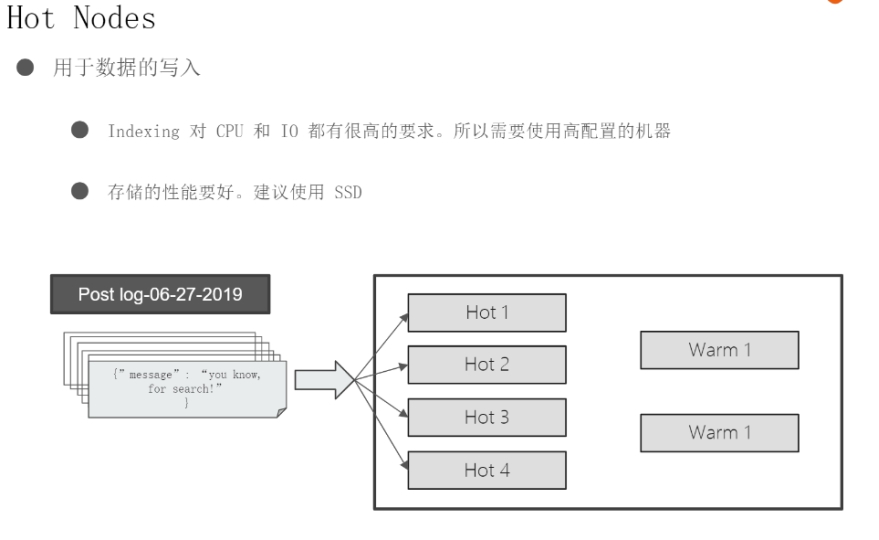 Hot Nodes
用于数据的写入
Indexing 对 CPU 和 IO 都有很高的要求。所以需要使用高配置的机器
存储的性能要好。建议使用 SSD
Post log-06-27-2019
{” message” : “you know,
for search!”
}
Hot 1
Hot 2
Hot 3
Hot 4
Warm 1
Warm 1